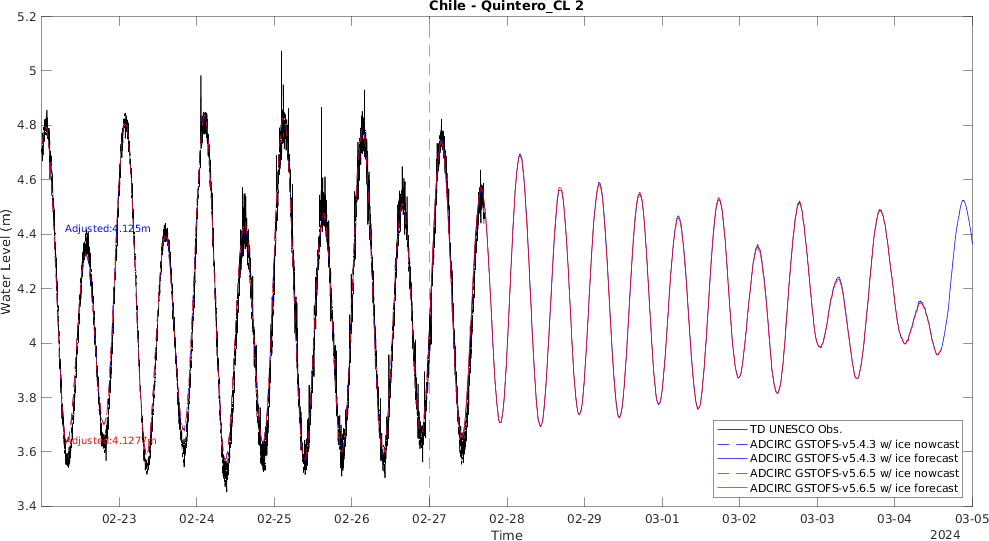 Chile - Quintero_CL 2
5.2
5
4.8
4.6
4.4
4.2
4
3.8
3.6
3.4
Water Level (m)
Adjusted:4.125m
Adjusted:4.1277m
TD UNESCO Obs.
ADCIRC GSTOFS-v5.4.3 w/ ice nowcast
ADCIRC GSTOFS-v5.4.3 w/ ice forecast
ADCIRC GSTOFS-v5.6.5 w/ ice nowcast
ADCIRC GSTOFS-v5.6.5 w/ ice forecast
02-23 02-24 02-25 02-26 02-27 02-28 02-29 03-01 03-02 03-03 03-04 03-05
Time
2024